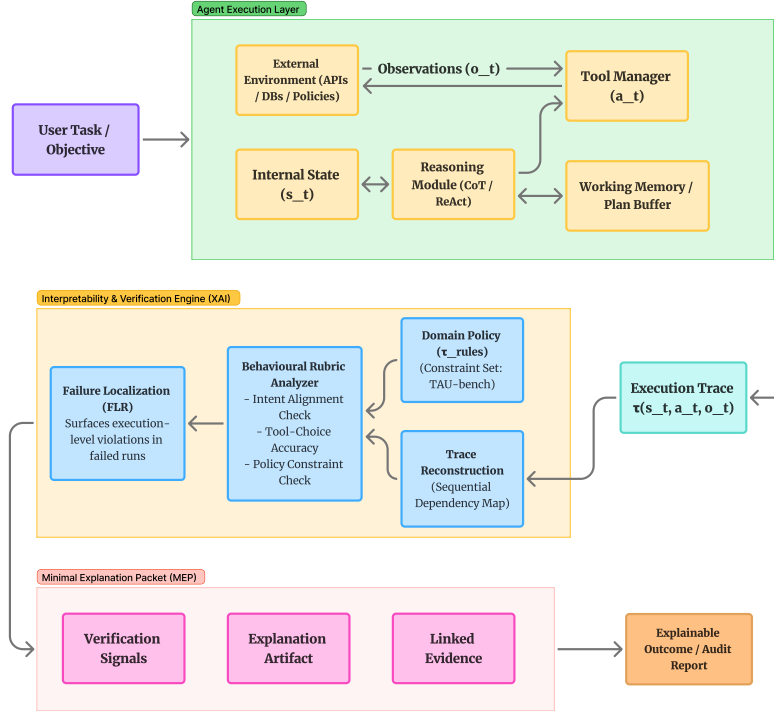 Agent Execution Layer
External
Environment (APIs
/ DBs / Policies)
Observations (o_t)
Tool Manager
(a_t)
User Task /
Objective
Internal State
(s_t)
Reasoning
Module (CoT /
ReAct)
Working Memory /
Plan Buffer
Interpretability & Verification Engine (XAI)
Failure Localization
(FLR)
Surfaces execution-
level violations in
failed runs
Behavioural Rubric
Analyzer
- Intent Alignment
Check
- Tool-Choice
Accuracy
- Policy Constraint
Check
Domain Policy
(τ_rules)
(Constraint Set:
TAU-bench)
Trace
Reconstruction
(Sequential
Dependency Map)
Execution Trace
τ(s_t, a_t, o_t)
Minimal Explanation Packet (MEP)
Verification
Signals
Explanation
Artifact
Linked
Evidence
Explainable
Outcome / Audit
Report